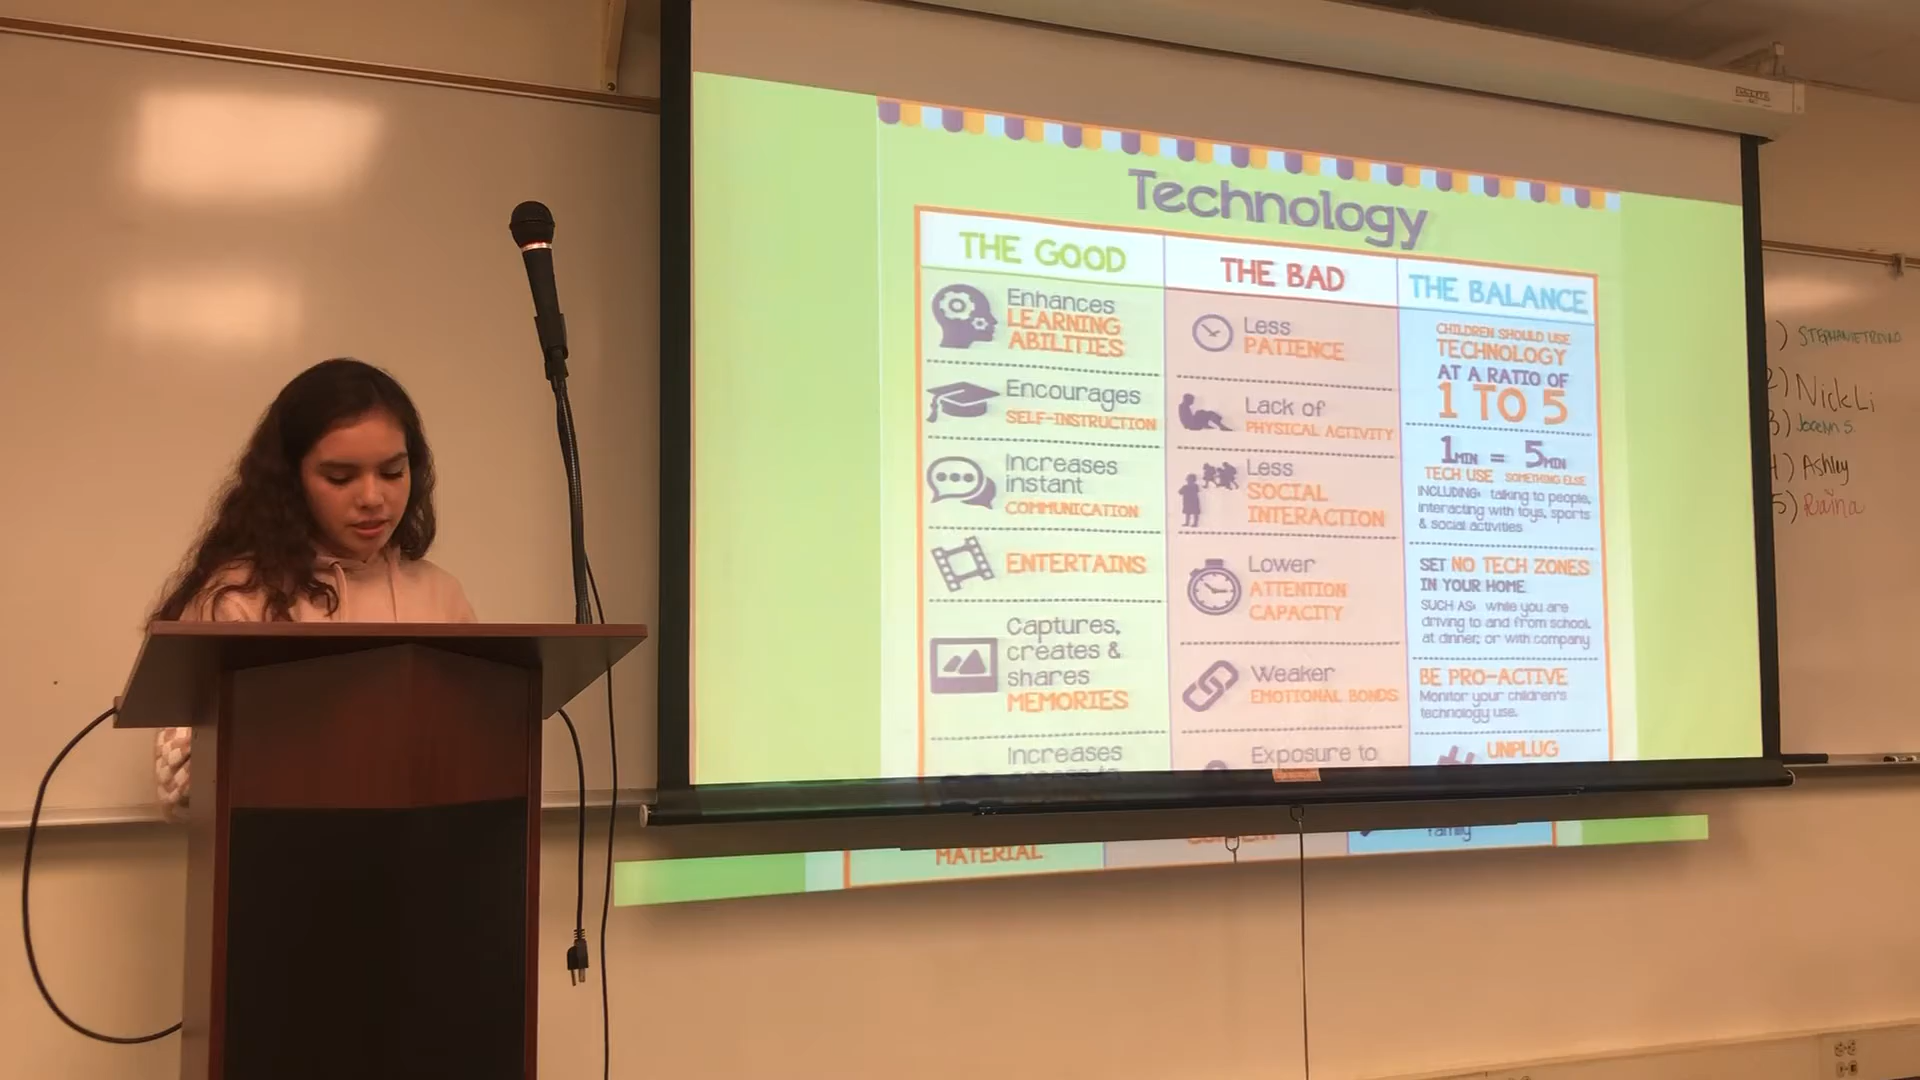 Technology
THE GOOD
Enhances
LEARNING
ABILITIES
Encourages
SELF-INSTRUCTION
Increases
instant
COMMUNICATION
ENTERTAINS
Captures,
creates &
shares
MEMORIES
Increases
access to
MATERIAL
THE BAD
Less
PATIENCE
Lack of
PHYSICAL ACTIVITY
Less
SOCIAL
INTERACTION
Lower
ATTENTION
CAPACITY
Weaker
EMOTIONAL BONDS
Exposure to
CONTENT
THE BALANCE
CHILDREN SHOULD USE
TECHNOLOGY
AT A RATIO OF
1 TO 5
1MIN = 5MIN
TECH USE SOMETHING ELSE
INCLUDING: talking to people,
interacting with toys, sports
& social activities
SET NO TECH ZONES
IN YOUR HOME
SUCH AS: while you are
driving to and from school,
at dinner, or with company
BE PRO-ACTIVE
Monitor your children's
technology use.
UNPLUG
family
) STEPHANIE TREVINO
2) Nick Li
3) Jocelyn S.
4) Ashley
5) Raina